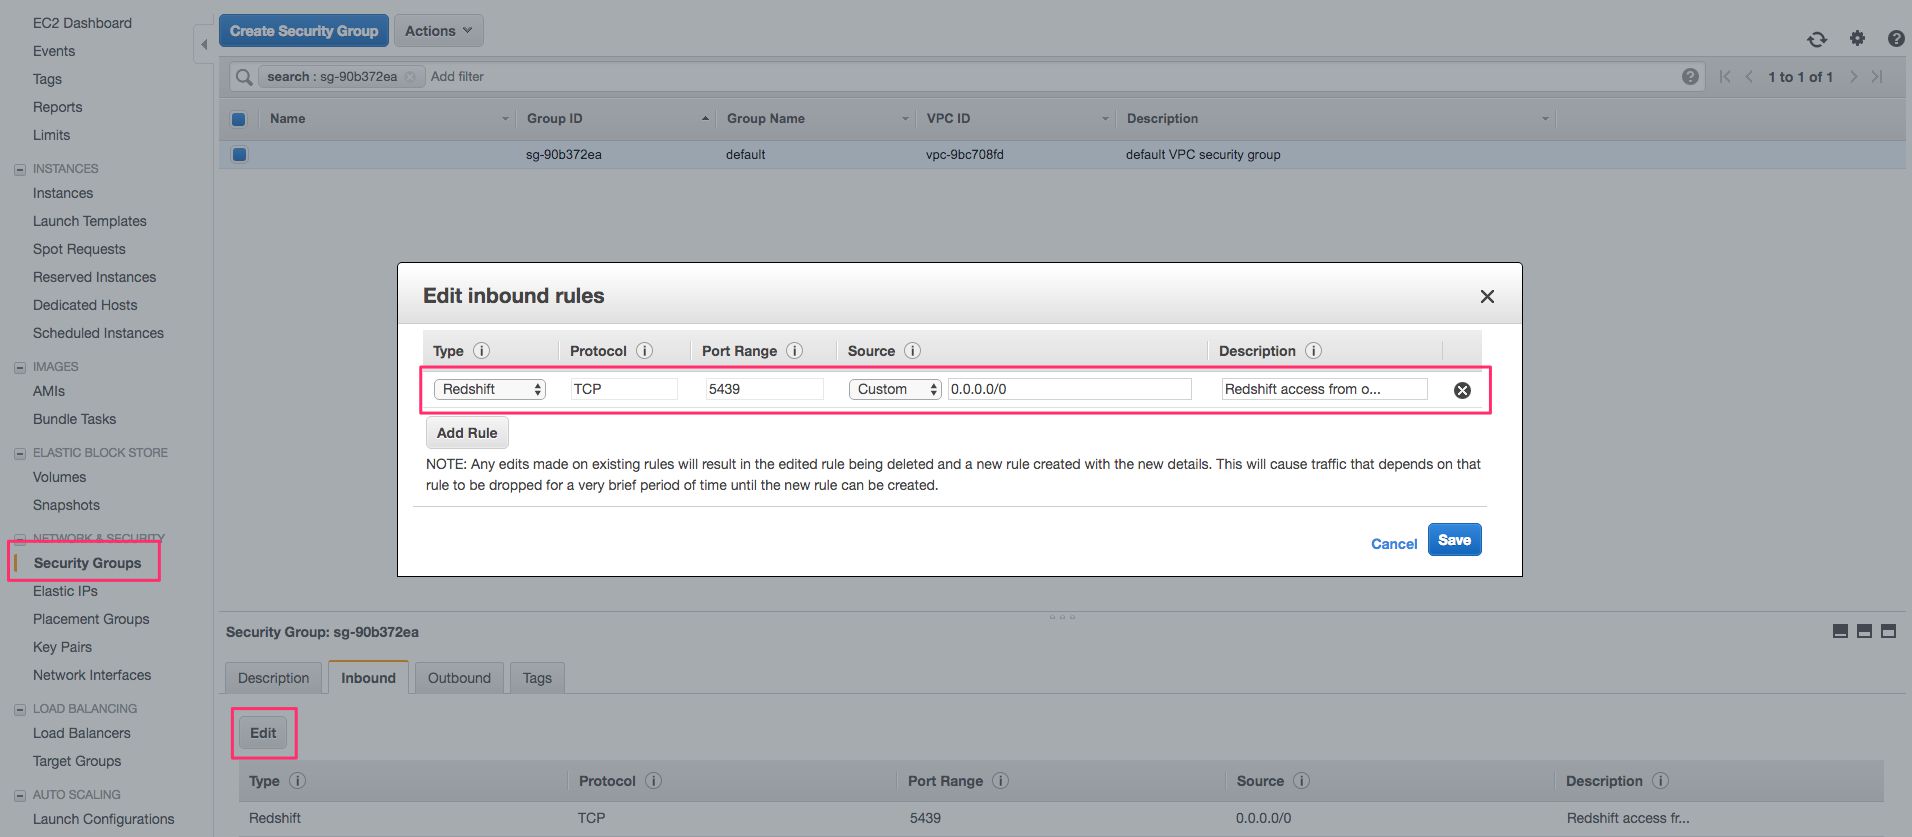 EC2 Dashboard
Events
Tags
Reports
Limits
INSTANCES
Instances
Launch Templates
Spot Requests
Reserved Instances
Dedicated Hosts
Scheduled Instances
IMAGES
AMIs
Bundle Tasks
ELASTIC BLOCK STORE
Volumes
Snapshots
NETWORK & SECURITY
Security Groups
Elastic IPs
Placement Groups
Key Pairs
Network Interfaces
LOAD BALANCING
Load Balancers
Target Groups
AUTO SCALING
Launch Configurations
Create Security Group Actions
search : sg-90b372ea Add filter 1 to 1 of 1
Name Group ID Group Name VPC ID Description
sg-90b372ea default vpc-9bc708fd default VPC security group
Edit inbound rules
Type Protocol Port Range Source Description
Redshift TCP 5439 Custom 0.0.0.0/0 Redshift access from o...
Add Rule
NOTE: Any edits made on existing rules will result in the edited rule being deleted and a new rule created with the new details. This will cause traffic that depends on that
rule to be dropped for a very brief period of time until the new rule can be created.
Cancel Save
Security Group: sg-90b372ea
Description Inbound Outbound Tags
Edit
Type Protocol Port Range Source Description
Redshift TCP 5439 0.0.0.0/0 Redshift access fr...